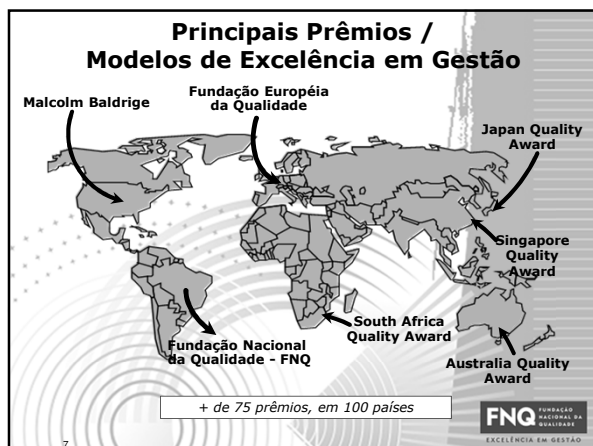 Principais Prêmios /
Modelos de Excelência em Gestão
Malcolm Baldrige
Fundação Européia
da Qualidade
Japan Quality
Award
Singapore
Quality
Award
South Africa
Quality Award
Fundação Nacional
da Qualidade - FNQ
Australia Quality
Award
+ de 75 prêmios, em 100 países
FNQ
FUNDAÇÃO
NACIONAL DA
QUALIDADE
EXCELÊNCIA EM GESTÃO
7